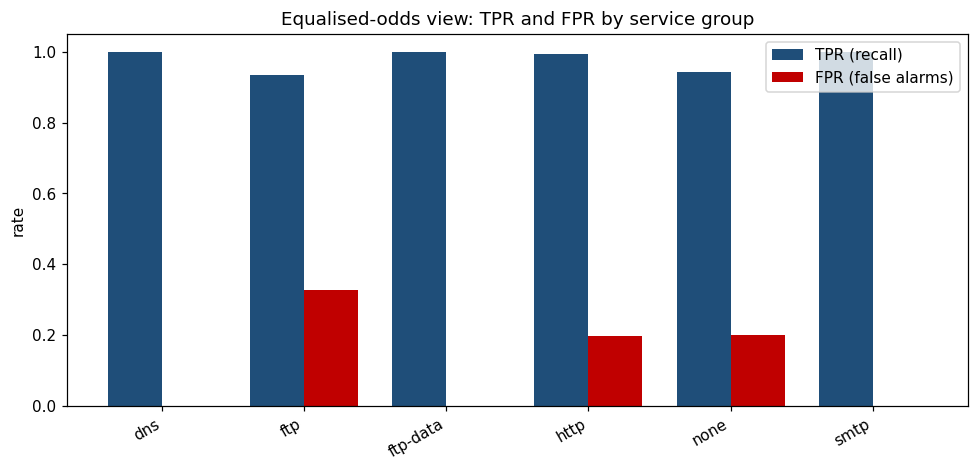 Equalised-odds view: TPR and FPR by service group
TPR (recall)
FPR (false alarms)
rate
1.0
0.8
0.6
0.4
0.2
0.0
dns
ftp
ftp-data
http
none
smtp